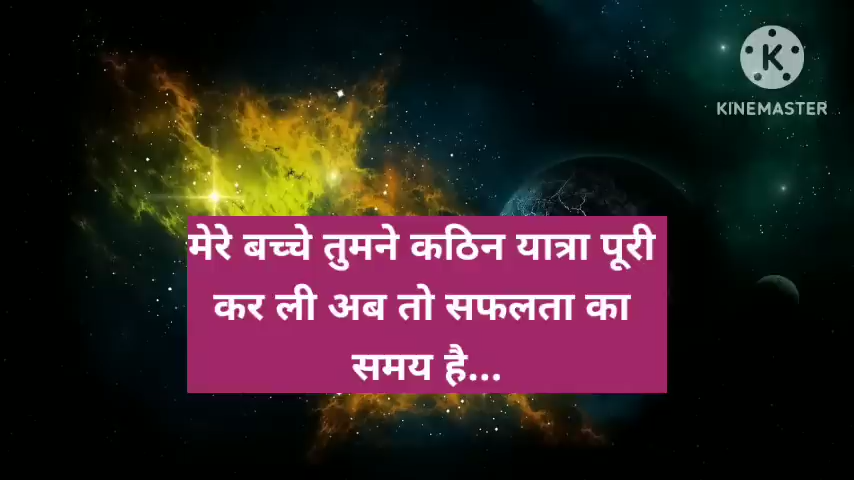 KINEMASTER
मेरे बच्चे तुमने कठिन यात्रा पूरी
कर ली अब तो सफलता का
समय है...